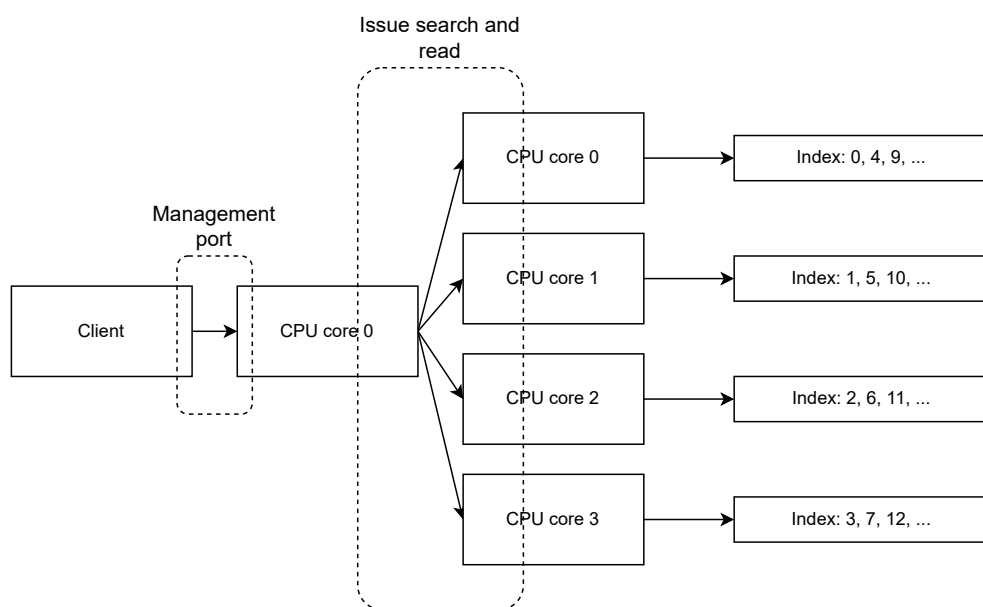 Issue search and
read
Management
port
Client
CPU core 0
CPU core 0
CPU core 1
CPU core 2
CPU core 3
Index: 0, 4, 9, ...
Index: 1, 5, 10, ...
Index: 2, 6, 11, ...
Index: 3, 7, 12, ...